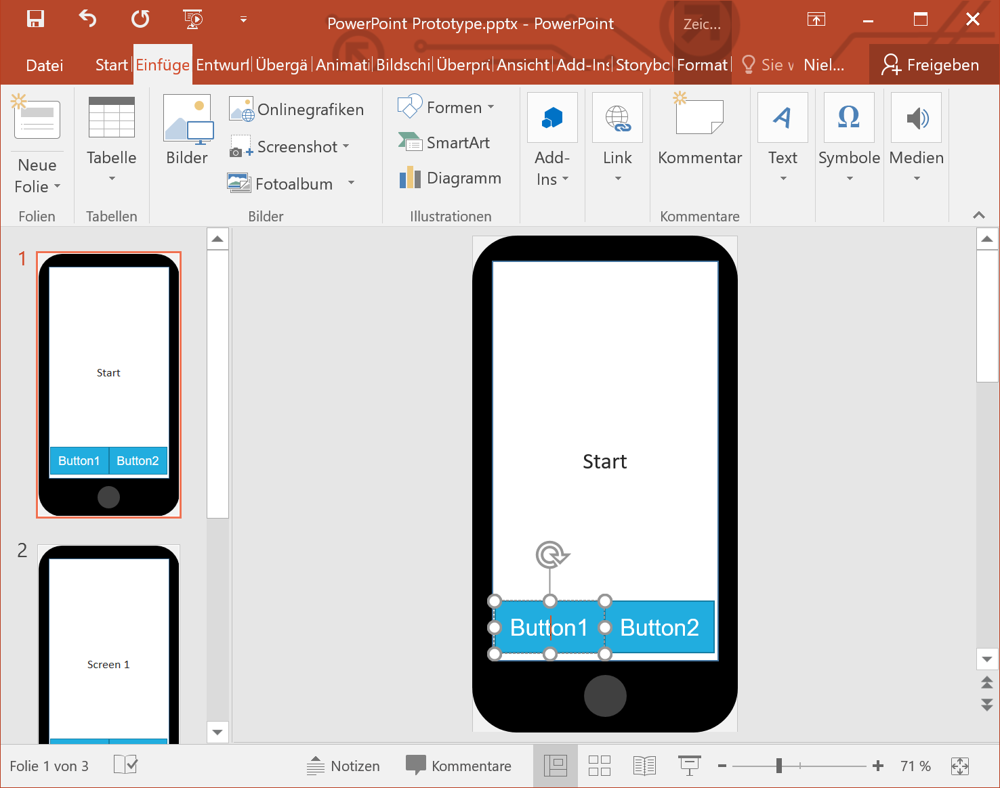 PowerPoint Prototype.pptx - PowerPoint
Zeic...
Datei
Start
Einfüge
Entwurf
Übergä
Animati
Bildschi
Überprü
Ansicht
Add-Ins
Storybc
Format
Sie v
Niel...
Freigeben
Neue
Folie
Tabelle
Bilder
Onlinegrafiken
Screenshot
Fotoalbum
Formen
SmartArt
Diagramm
Add-
Ins
Link
Kommentar
Text
Symbole
Medien
Folien
Tabellen
Bilder
Illustrationen
Kommentare
1
Start
Button1
Button2
2
Screen 1
Start
Button1
Button2
Folie 1 von 3
Notizen
Kommentare
71 %